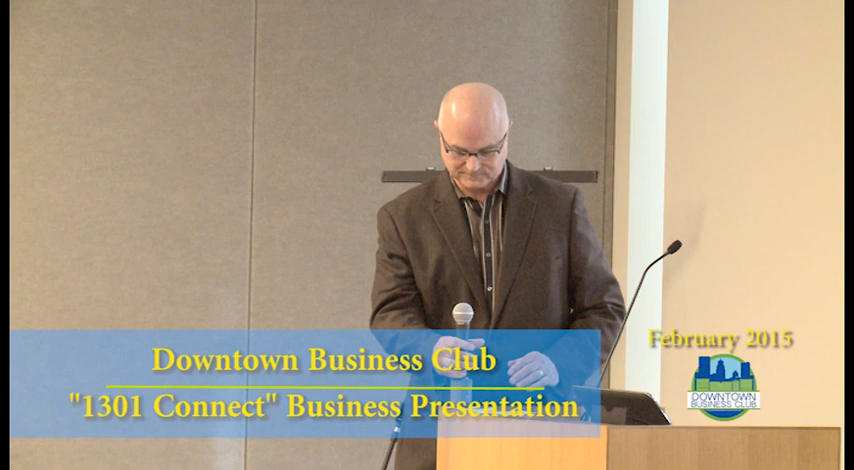 Downtown Business Club
"1301 Connect" Business Presentation
February 2015
DOWNTOWN
BUSINESS CLUB